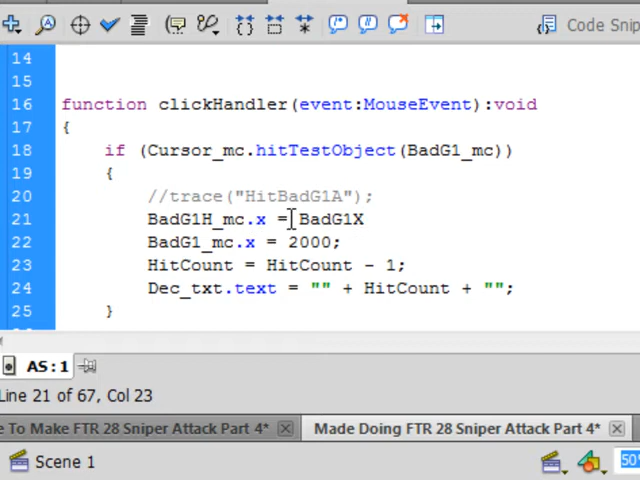 Code Snip
14
15
16 function clickHandler(event:MouseEvent):void
17 {
18 if (Cursor_mc.hitTestObject(BadG1_mc))
19 {
20 //trace("HitBadG1A");
21 BadG1H_mc.x = BadG1X
22 BadG1_mc.x = 2000;
23 HitCount = HitCount - 1;
24 Dec_txt.text = "" + HitCount + "";
25 }
AS:1
Line 21 of 67, Col 23
e To Make FTR 28 Sniper Attack Part 4* Made Doing FTR 28 Sniper Attack Part 4*
Scene 1 50